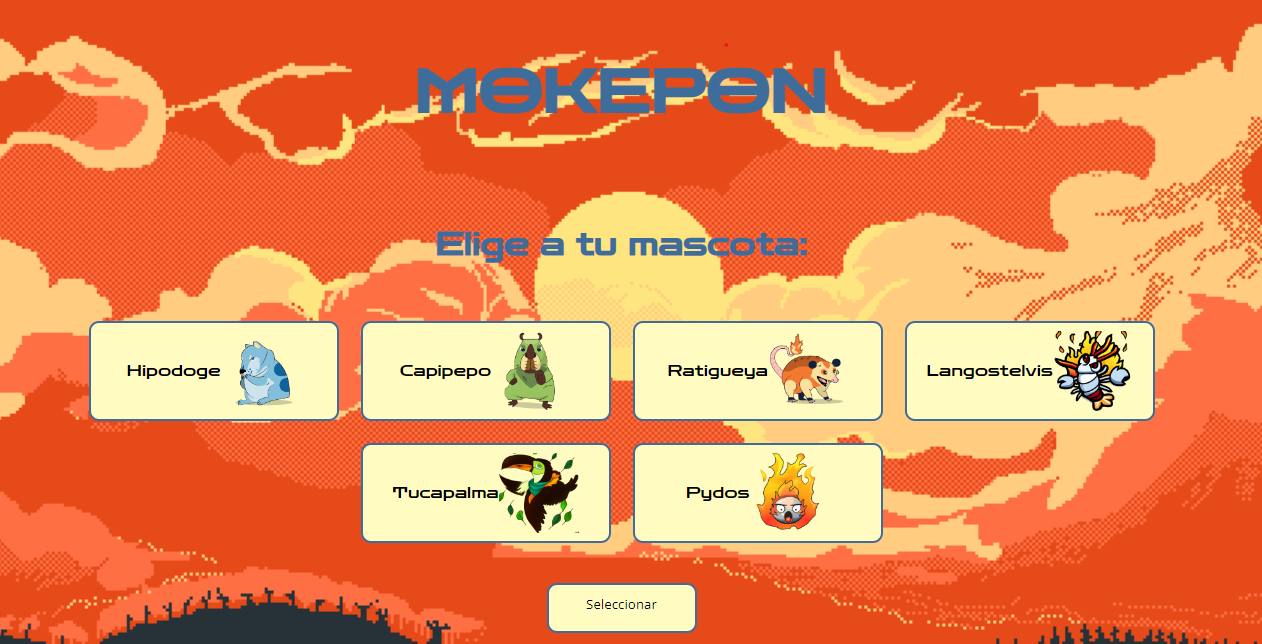 MOKEPON
Elige a tu mascota:
Hipodoge
Capipepo
Ratigueya
Langostelvis
Tucapalma
Pydos
Seleccionar